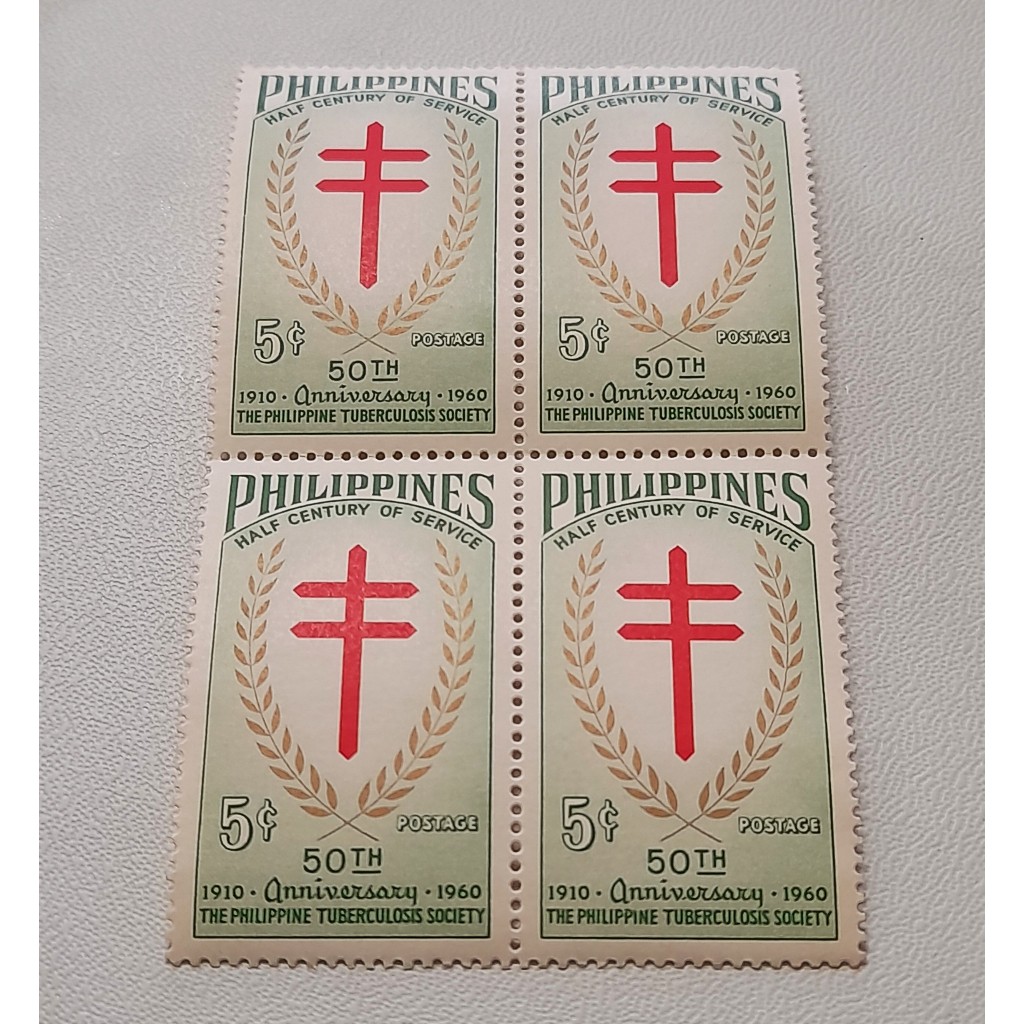 PHILIPPINES
HALF CENTURY OF SERVICE
5¢
POSTAGE
50TH
1910 · Anniversary · 1960
THE PHILIPPINE TUBERCULOSIS SOCIETY
PHILIPPINES
HALF CENTURY OF SERVICE
5¢
POSTAGE
50TH
1910 · Anniversary · 1960
THE PHILIPPINE TUBERCULOSIS SOCIETY
PHILIPPINES
HALF CENTURY OF SERVICE
5¢
POSTAGE
50TH
1910 · Anniversary · 1960
THE PHILIPPINE TUBERCULOSIS SOCIETY
PHILIPPINES
HALF CENTURY OF SERVICE
5¢
POSTAGE
50TH
1910 · Anniversary · 1960
THE PHILIPPINE TUBERCULOSIS SOCIETY